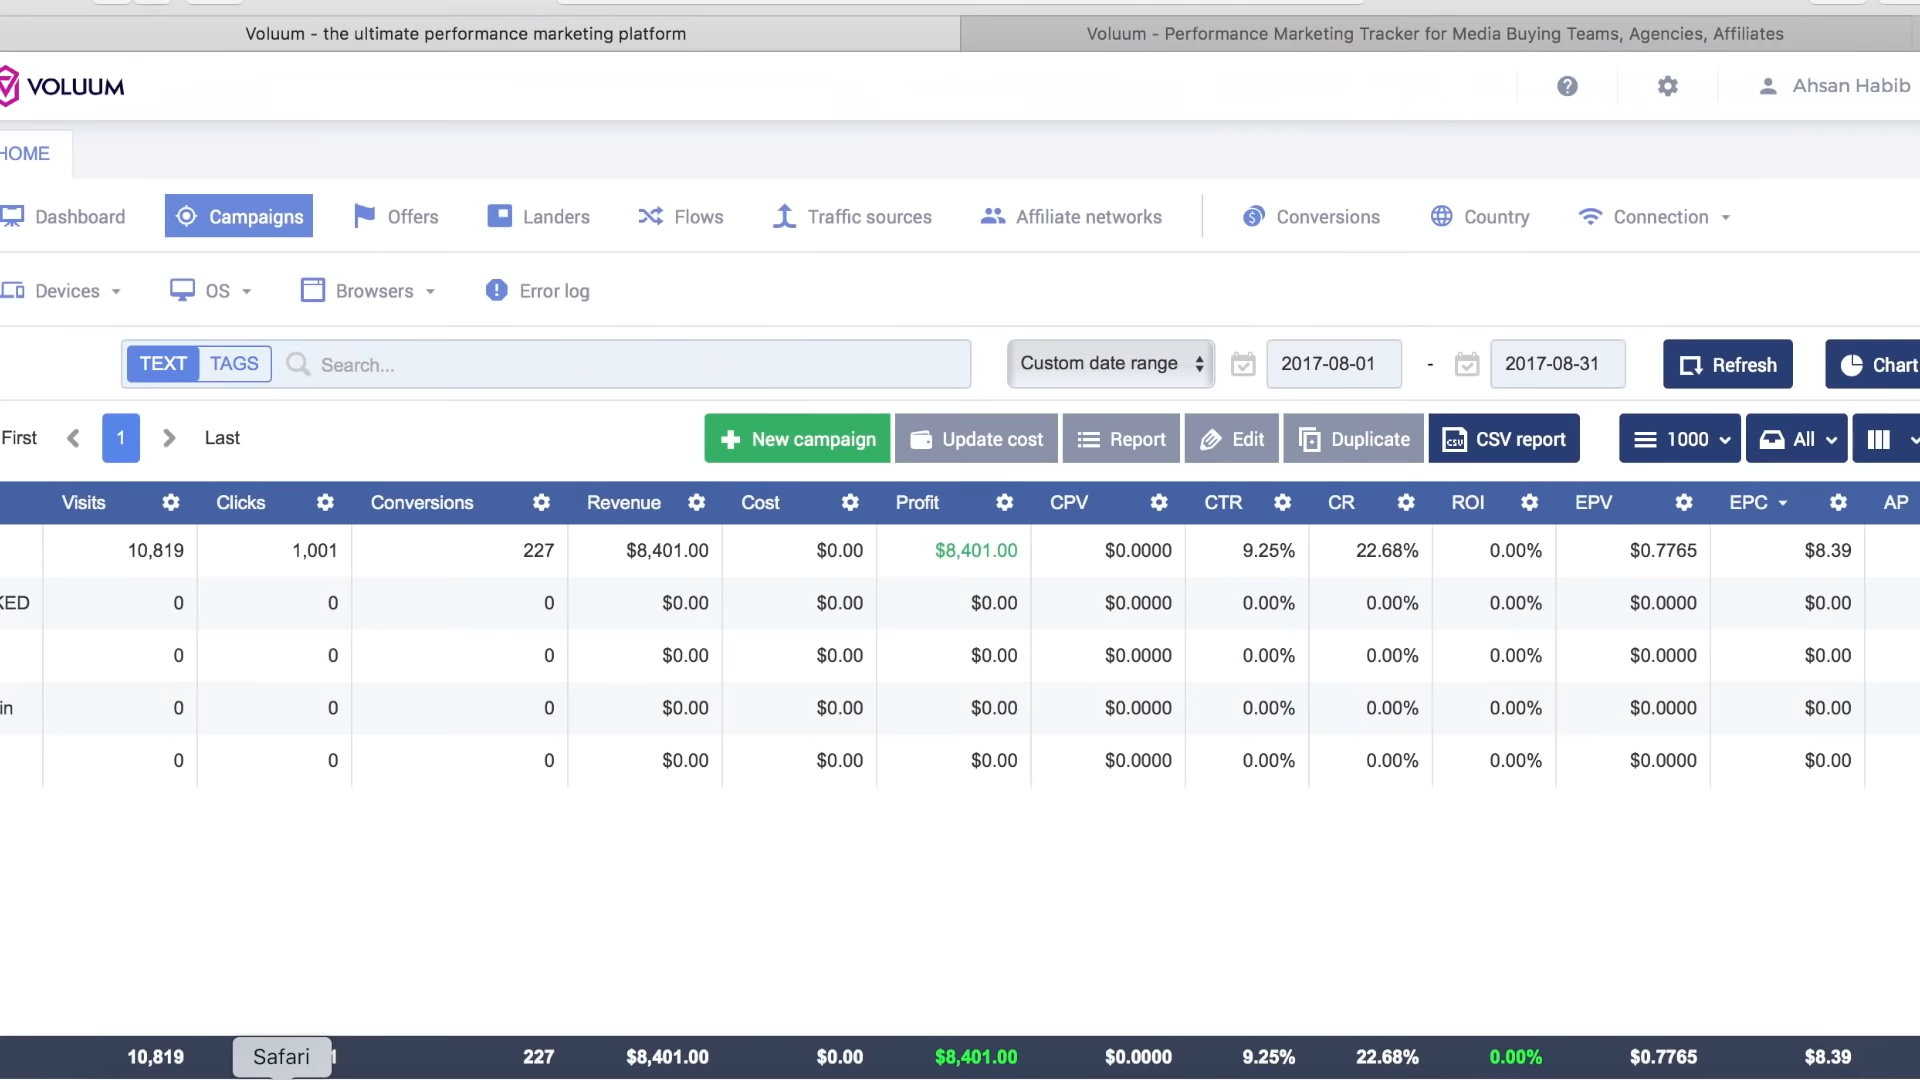 Voluum - the ultimate performance marketing platform
Voluum - Performance Marketing Tracker for Media Buying Teams, Agencies, Affiliates
VOLUUM
Ahsan Habib
HOME
Dashboard Campaigns Offers Landers Flows Traffic sources Affiliate networks Conversions Country Connection
Devices OS Browsers Error log
TEXT TAGS Search... Custom date range 2017-08-01 - 2017-08-31 Refresh Chart
First 1 Last New campaign Update cost Report Edit Duplicate CSV CSV report 1000 All
Visits Clicks Conversions Revenue Cost Profit CPV CTR CR ROI EPV EPC AP
10,819 1,001 227 $8,401.00 $0.00 $8,401.00 $0.0000 9.25% 22.68% 0.00% $0.7765 $8.39
KED 0 0 0 $0.00 $0.00 $0.00 $0.0000 0.00% 0.00% 0.00% $0.0000 $0.00
0 0 0 $0.00 $0.00 $0.00 $0.0000 0.00% 0.00% 0.00% $0.0000 $0.00
in 0 0 0 $0.00 $0.00 $0.00 $0.0000 0.00% 0.00% 0.00% $0.0000 $0.00
0 0 0 $0.00 $0.00 $0.00 $0.0000 0.00% 0.00% 0.00% $0.0000 $0.00
10,819 Safari 1 227 $8,401.00 $0.00 $8,401.00 $0.0000 9.25% 22.68% 0.00% $0.7765 $8.39